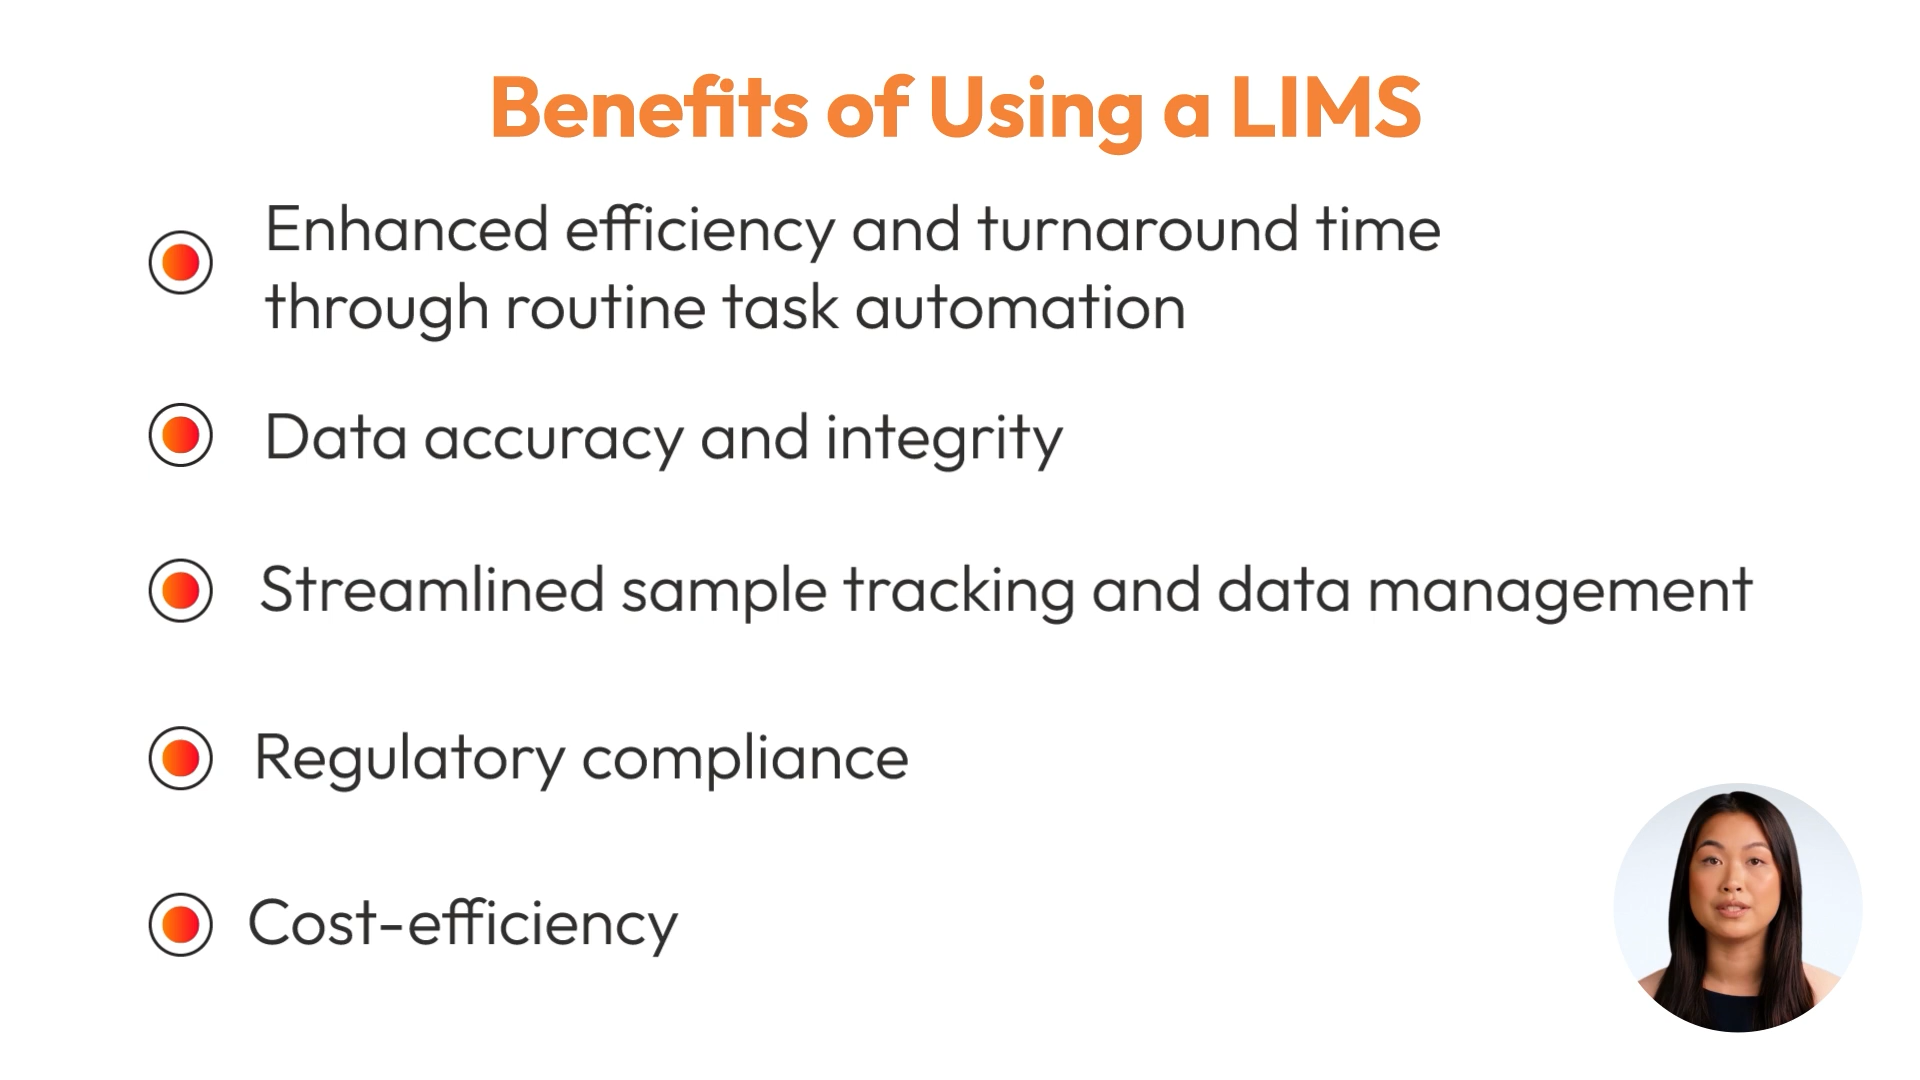 Benefits of Using a LIMS
Enhanced efficiency and turnaround time
through routine task automation
Data accuracy and integrity
Streamlined sample tracking and data management
Regulatory compliance
Cost-efficiency